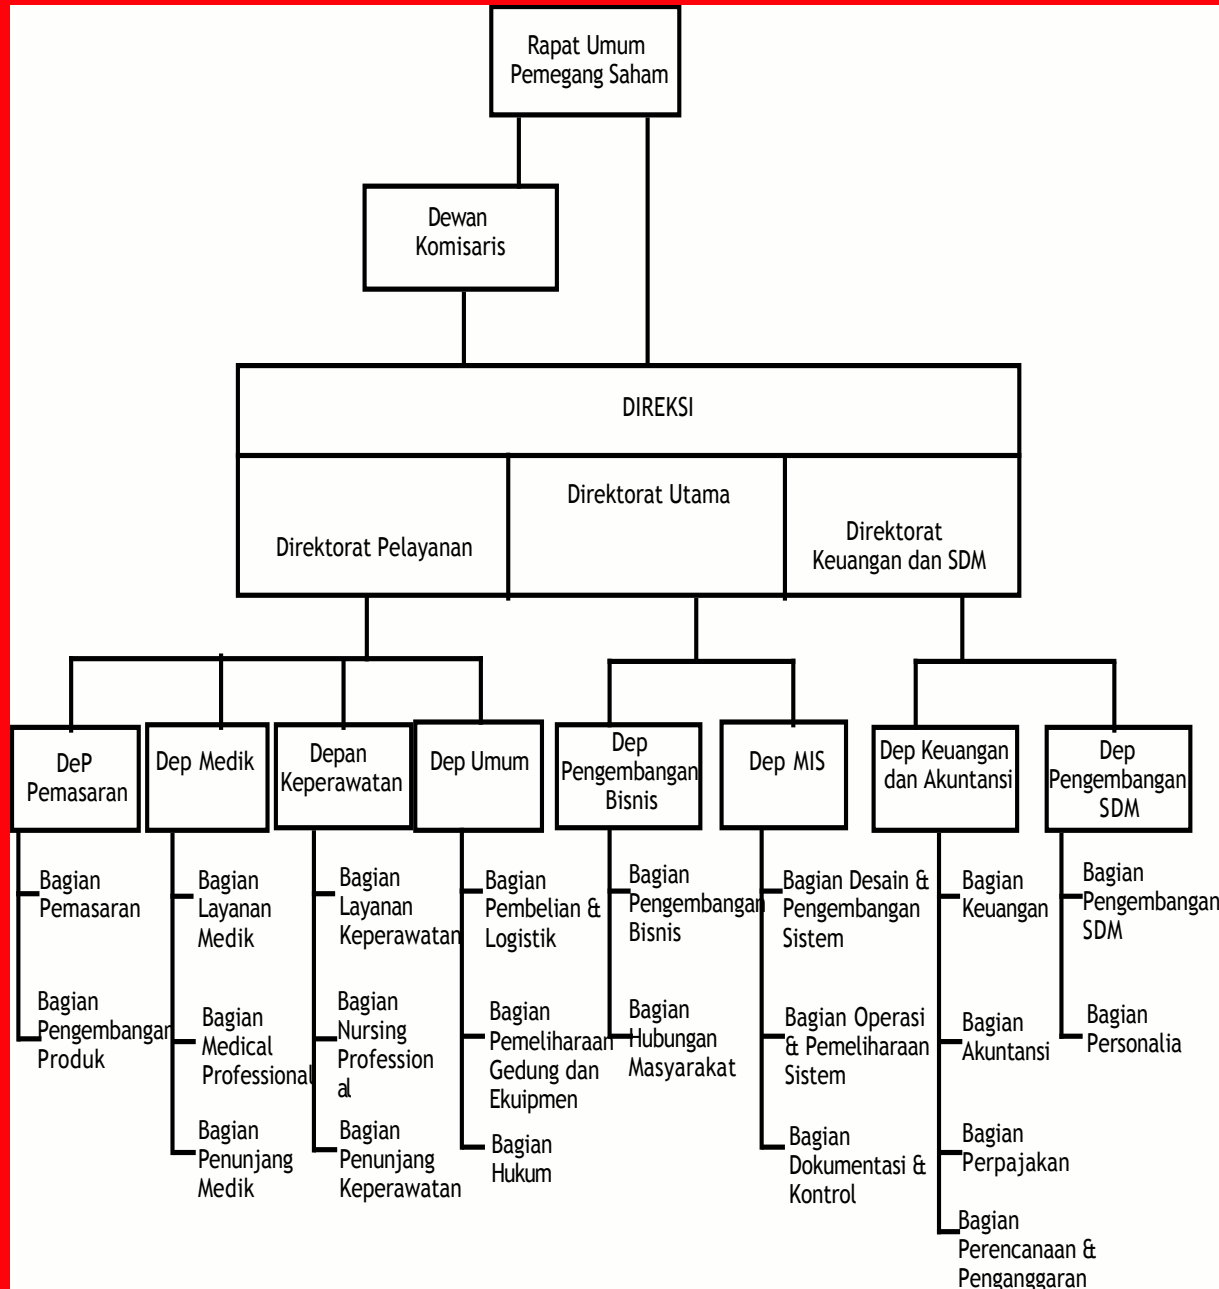 Rapat Umum
Pemegang Saham
Dewan
Komisaris
DIREKSI
Direktorat Pelayanan
Direktorat Utama
Direktorat
Keuangan dan SDM
DeP
Pemasaran
Dep Medik
Depan
Keperawatan
Dep Umum
Dep
Pengembangan
Bisnis
Dep MIS
Dep Keuangan
dan Akuntansi
Dep
Pengembangan
SDM
Bagian
Pemasaran
Bagian
Pengembangan
Produk
Bagian
Layanan
Medik
Bagian
Medical
Professional
Bagian
Penunjang
Medik
Bagian
Layanan
Keperawatan
Bagian
Nursing
Profession
al
Bagian
Penunjang
Keperawatan
Bagian
Pembelian &
Logistik
Bagian
Pemeliharaan
Gedung dan
Ekuipmen
Bagian
Hukum
Bagian
Pengembangan
Bisnis
Bagian
Hubungan
Masyarakat
Bagian Desain &
Pengembangan
Sistem
Bagian Operasi
& Pemeliharaan
Sistem
Bagian
Dokumentasi &
Kontrol
Bagian
Keuangan
Bagian
Akuntansi
Bagian
Perpajakan
Bagian
Perencanaan &
Penganggaran
Bagian
Pengembangan
SDM
Bagian
Personalia